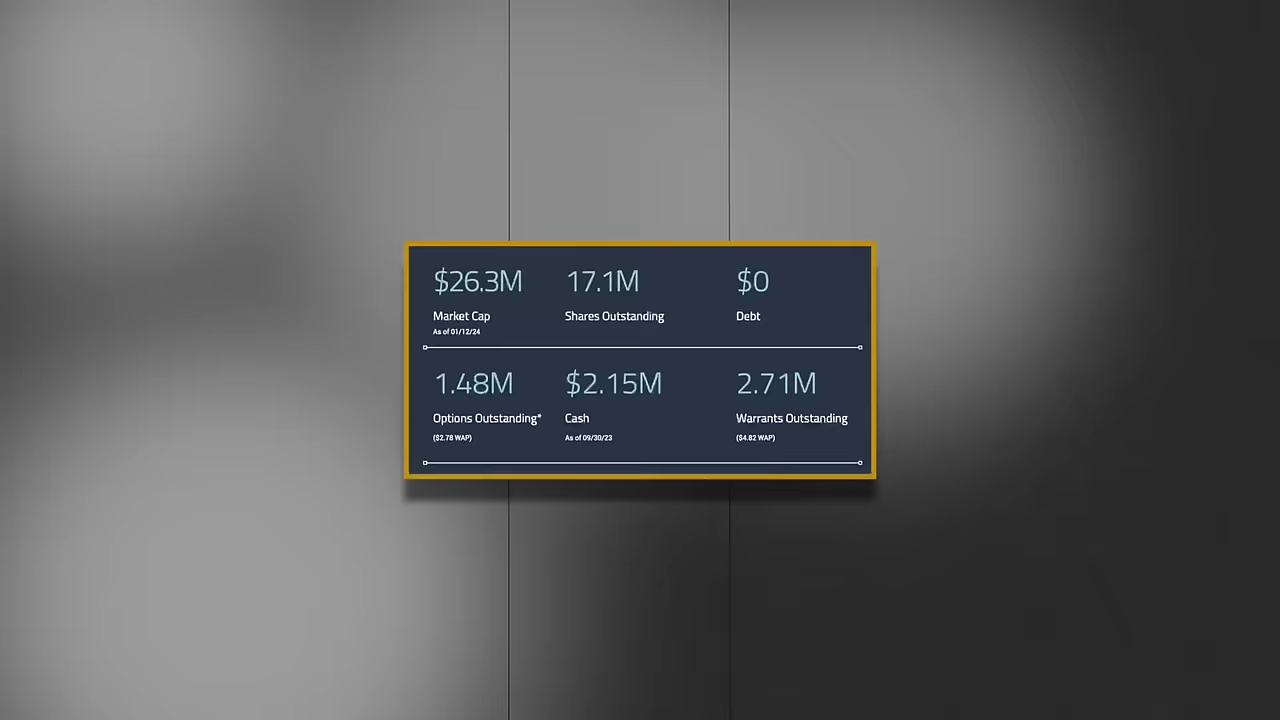 $26.3M 17.1M $0
Market Cap Shares Outstanding Debt
As of 01/12/24
1.48M $2.15M 2.71M
Options Outstanding* Cash Warrants Outstanding
($2.78 WAP) As of 09/30/23 ($4.82 WAP)